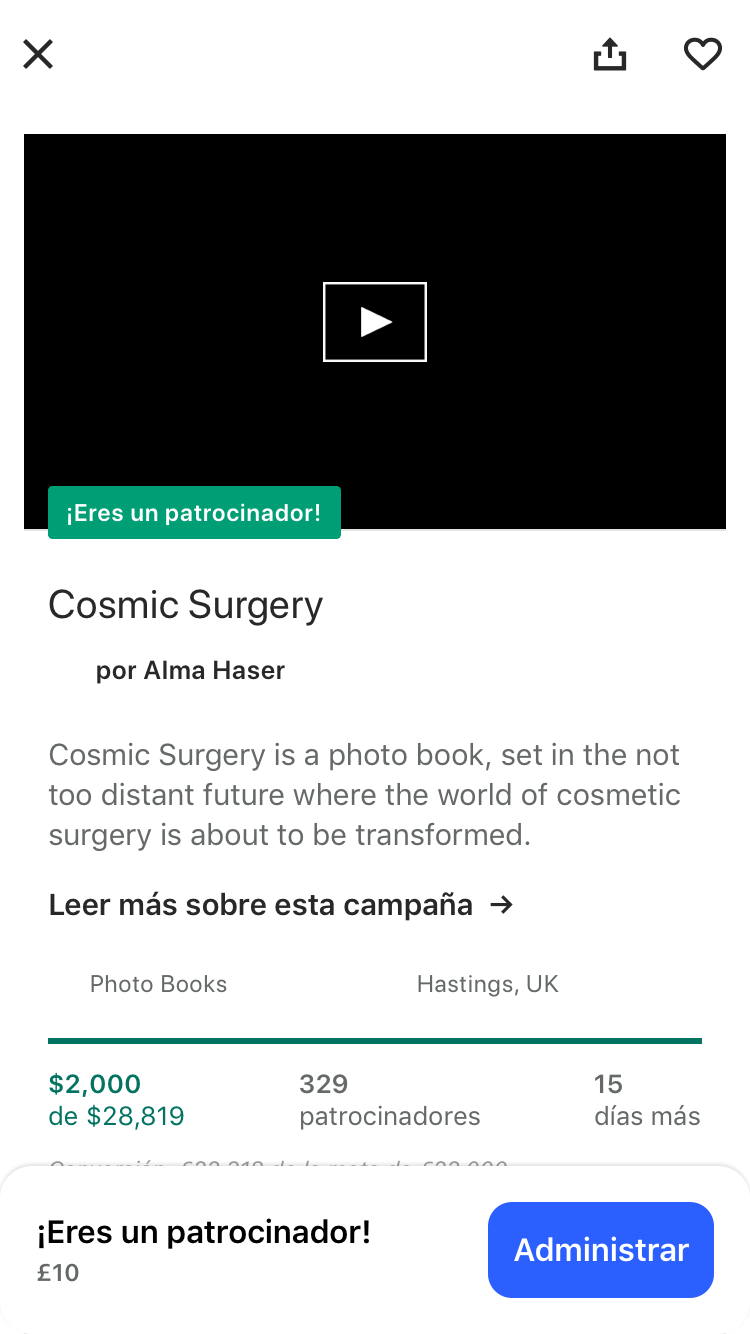 ¡Eres un patrocinador!
Cosmic Surgery
por Alma Haser
Cosmic Surgery is a photo book, set in the not
too distant future where the world of cosmetic
surgery is about to be transformed.
Leer más sobre esta campaña →
Photo Books
Hastings, UK
$2,000
de $28,819
329
patrocinadores
15
días más
¡Eres un patrocinador!
£10
Administrar